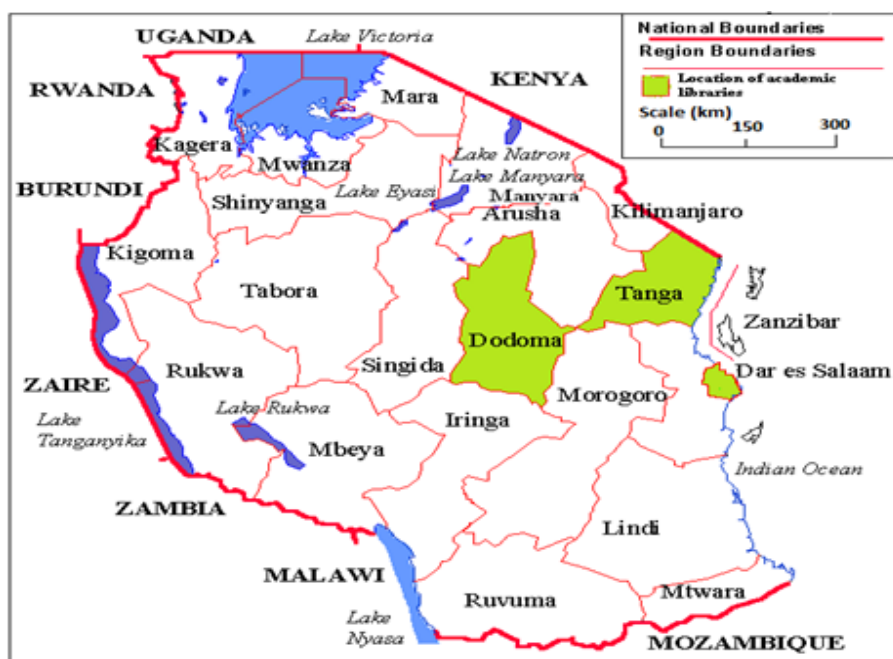 UGANDA
Lake Victoria
National Boundaries
Region Boundaries
Location of academic
libraries
Scale (km)
0 150 300
RWANDA
KENYA
Mara
Kagera
Mwanza
Lake Natron
BURUNDI
Lake Eyasi
Lake Manyara
Shinyanga
Manyara
Arusha
Kilimanjaro
Kigoma
Tabora
Tanga
Zanzibar
Dodoma
ZAIRE
Rukwa
Singida
Dar es Salaam
Morogoro
Lake
Tanganyika
Lake Rukwa
Iringa
Mbeya
Indian Ocean
ZAMBIA
Lindi
MALAWI
Ruvuma
Mtwara
Lake
Nyasa
MOZAMBIQUE